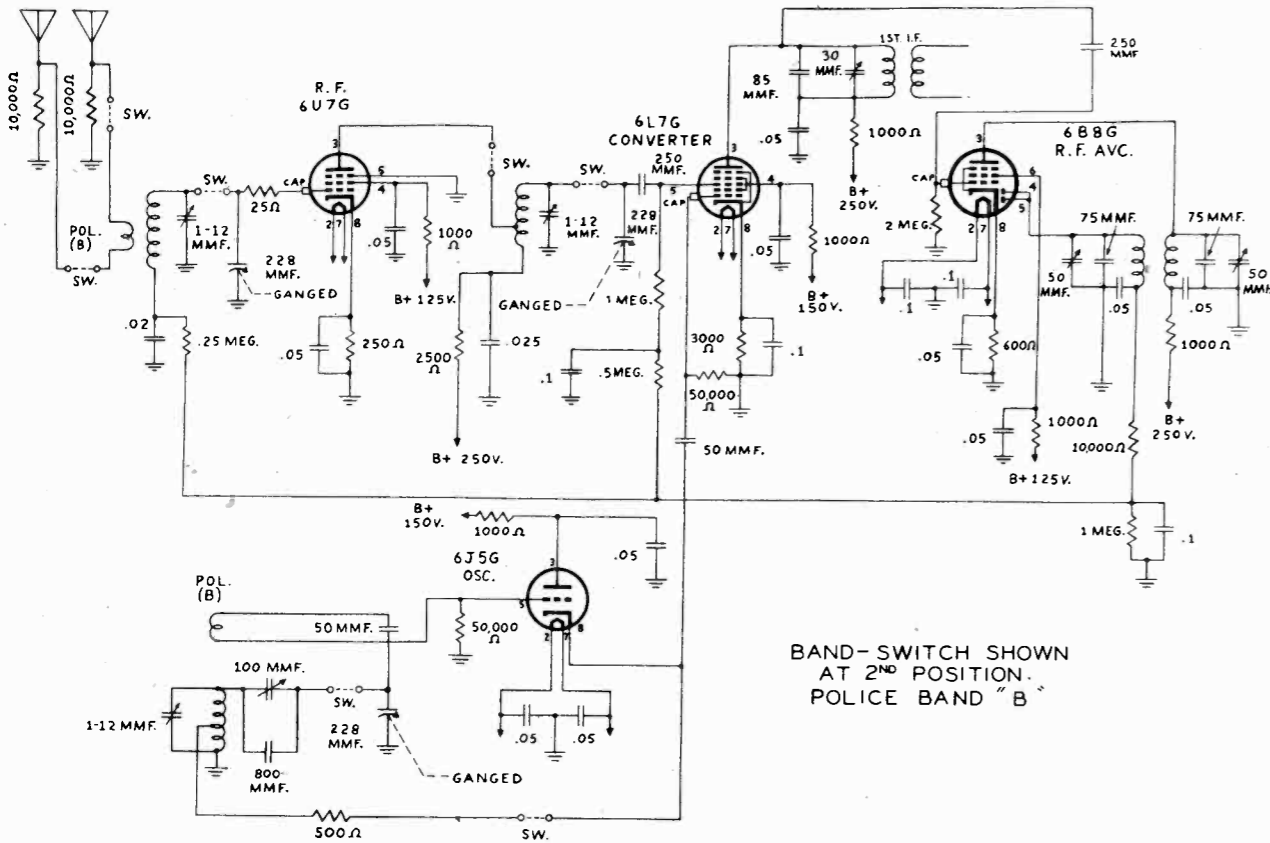 10,000Ω
10,000Ω
SW.
POL.
(B)
SW.
SW.
1-12
MMF.
25Ω
228
MMF.
GANGED
.02
.25 MEG.
R.F.
6U7G
CAP
3
5
4
2
7
8
.05
1000
Ω
B+ 125V.
.05
250Ω
SW.
SW.
1-12
MMF.
2500
Ω
.025
B+ 250V.
GANGED
228
MMF.
250
MMF.
1 MEG.
.1
.5 MEG.
6L7G
CONVERTER
5
CAP
3
4
2
7
8
.05
1000Ω
B+
150V.
3000
Ω
.1
50,000
Ω
50 MMF.
85
MMF.
30
MMF.
1ST. I.F.
.05
1000Ω
B+
250V.
250
MMF
6B8G
R.F. AVC.
CAP
3
6
4
5
2
7
8
2 MEG.
.1
.1
.05
600Ω
.05
1000Ω
B+ 125V.
50
MMF.
75 MMF.
.05
10,000Ω
75 MMF.
50
MMF.
.05
1000Ω
B+
250V.
1 MEG.
.1
B+
150V.
1000Ω
.05
6J5G
OSC.
3
5
2
7
8
50,000
Ω
.05
.05
POL.
(B)
50 MMF.
100 MMF.
SW.
1-12 MMF.
800
MMF.
228
MMF.
GANGED
500Ω
SW.
BAND-SWITCH SHOWN
AT 2ND POSITION.
POLICE BAND "B"